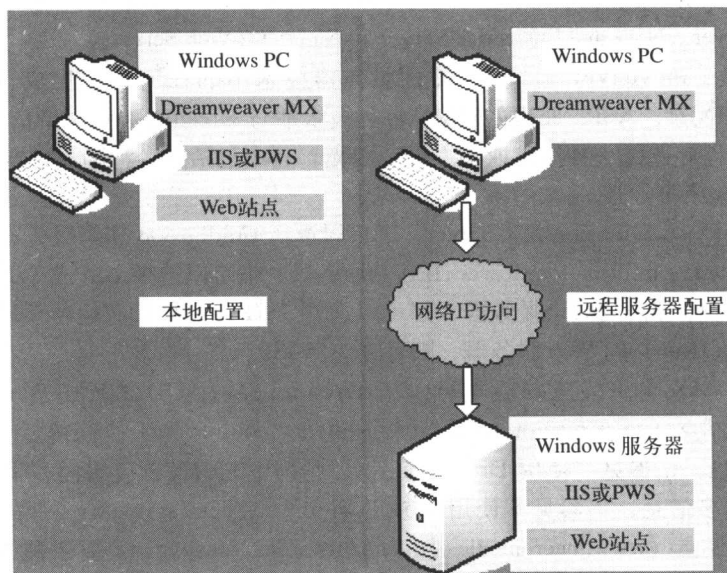 Windows PC
Dreamweaver MX
IIS或PWS
Web站点
本地配置
Windows PC
Dreamweaver MX
网络IP访问
远程服务器配置
Windows 服务器
IIS或PWS
Web站点